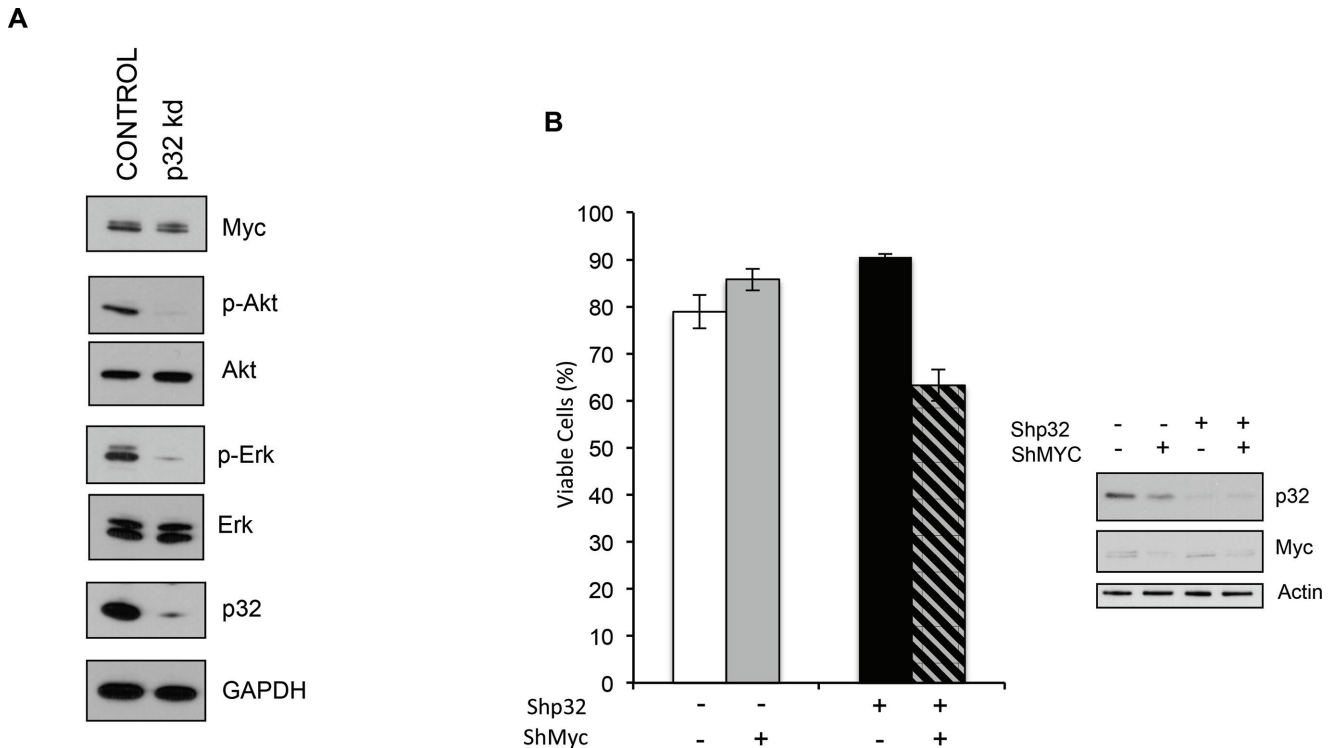 A
CONTROL
p32 kd
Myc
p-Akt
Akt
p-Erk
Erk
p32
GAPDH
B
Viable Cells (%)
100
90
80
70
60
50
40
30
20
10
0
Shp32 - - + +
ShMyc - + - +
Shp32 - - + +
ShMYC - + - +
p32
Myc
Actin